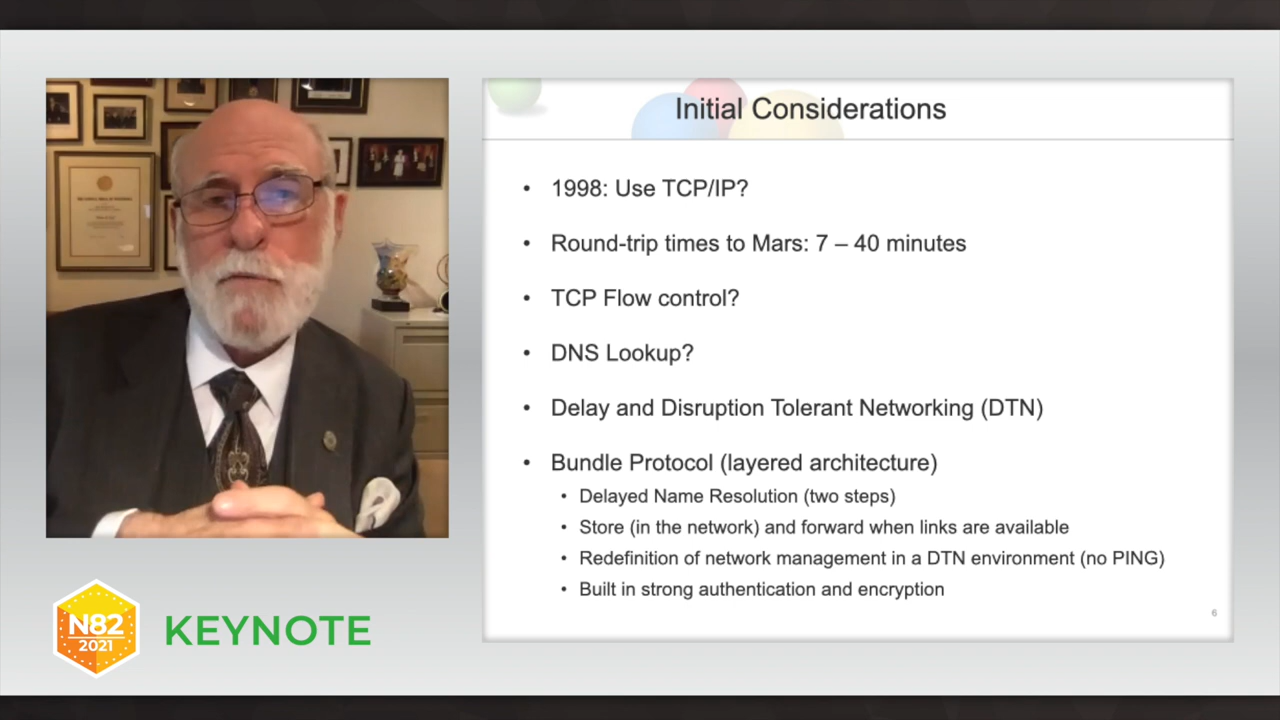 Initial Considerations
• 1998: Use TCP/IP?
• Round-trip times to Mars: 7 – 40 minutes
• TCP Flow control?
• DNS Lookup?
• Delay and Disruption Tolerant Networking (DTN)
• Bundle Protocol (layered architecture)
• Delayed Name Resolution (two steps)
• Store (in the network) and forward when links are available
• Redefinition of network management in a DTN environment (no PING)
• Built in strong authentication and encryption
6
N82
2021
KEYNOTE